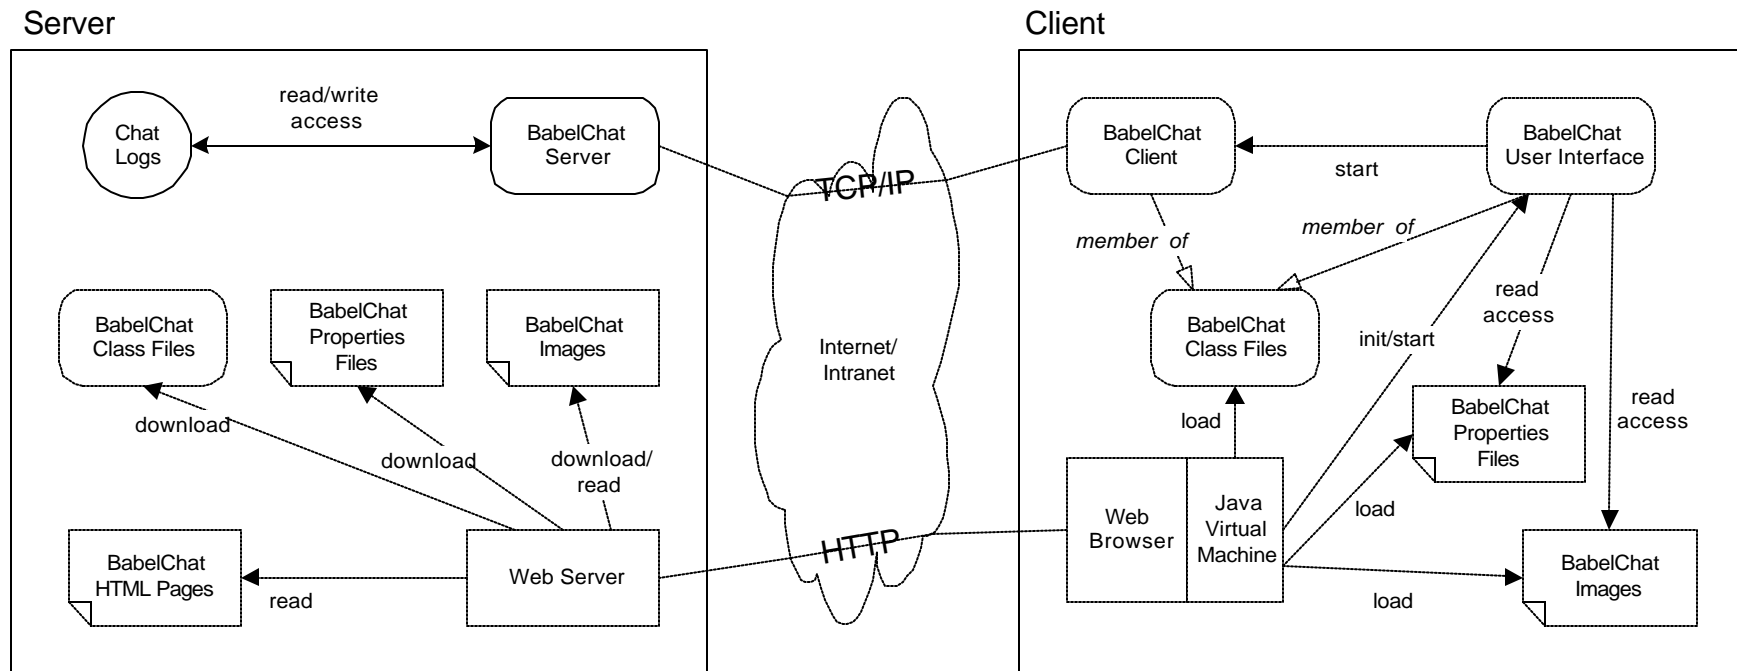 Server
Client
read/write
access
Chat
Logs
BabelChat
Server
TCP/IP
BabelChat
Client
start
BabelChat
User Interface
member of
member of
BabelChat
Class Files
BabelChat
Properties
Files
BabelChat
Images
Internet/
Intranet
BabelChat
Class Files
init/start
read
access
download
download
download/
read
load
BabelChat
Properties
Files
read
access
BabelChat
HTML Pages
read
Web Server
HTTP
Web
Browser
Java
Virtual
Machine
load
load
BabelChat
Images